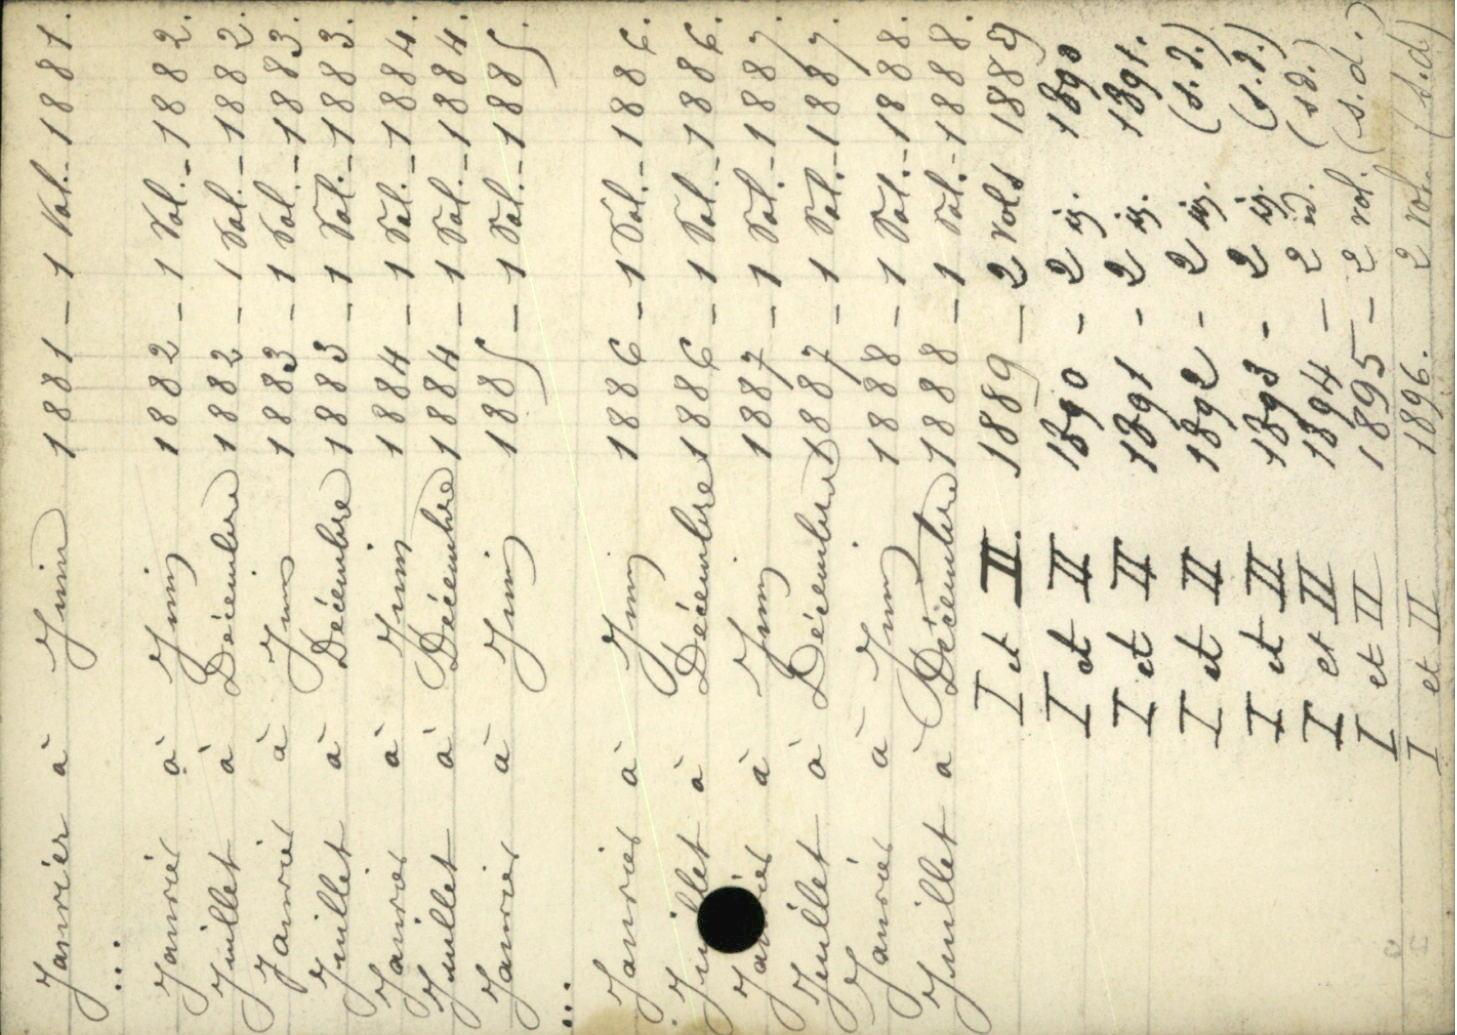 Janvier à Juin 1881 - 1 Vol. - 1881.
...
Janvier à Juin 1882 - 1 Vol. - 1882.
Juillet à Décembre 1882 - 1 Vol. - 1882.
Janvier à Juin 1883 - 1 Vol. - 1883.
Juillet à Décembre 1883 - 1 Vol. - 1883.
Janvier à Juin 1884 - 1 Vol. - 1884.
Juillet à Décembre 1884 - 1 Vol. - 1884.
Janvier à Juin 1885 - 1 Vol. - 1885.
...
Janvier à Juin 1886 - 1 Vol. - 1886.
Juillet à Décembre 1886 - 1 Vol. - 1886.
Janvier à Juin 1887 - 1 Vol. - 1887.
Juillet à Décembre 1887 - 1 Vol. - 1887.
Janvier à Juin 1888 - 1 Vol. - 1888.
Juillet à Décembre 1888 - 1 Vol. - 1888.
I et II. 1889 - 2 vols 1889
I et II 1890 - 2 id. 1890
I et II 1891 - 2 id. 1891.
I et II 1892 - 2 id. (s.d.)
I et II 1893 - 2 id. (s.d.)
I et II 1894 - 2 id. (sd.)
I et II 1895 - 2 vol. (s.d.)
I et II 1896. 2 vol. (s.d)